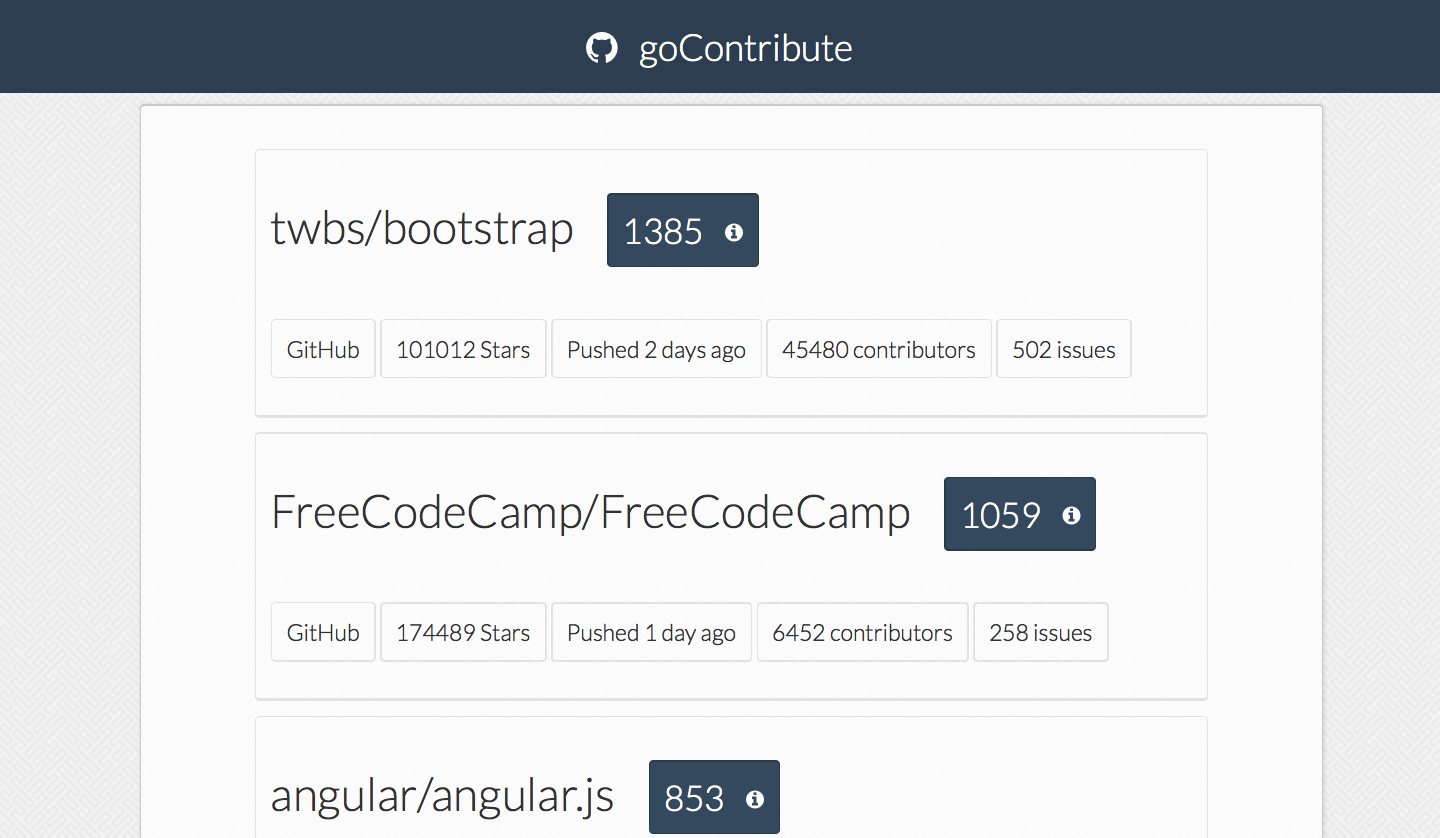 goContribute
twbs/bootstrap 1385
GitHub 101012 Stars Pushed 2 days ago 45480 contributors 502 issues
FreeCodeCamp/FreeCodeCamp 1059
GitHub 174489 Stars Pushed 1 day ago 6452 contributors 258 issues
angular/angular.js 853